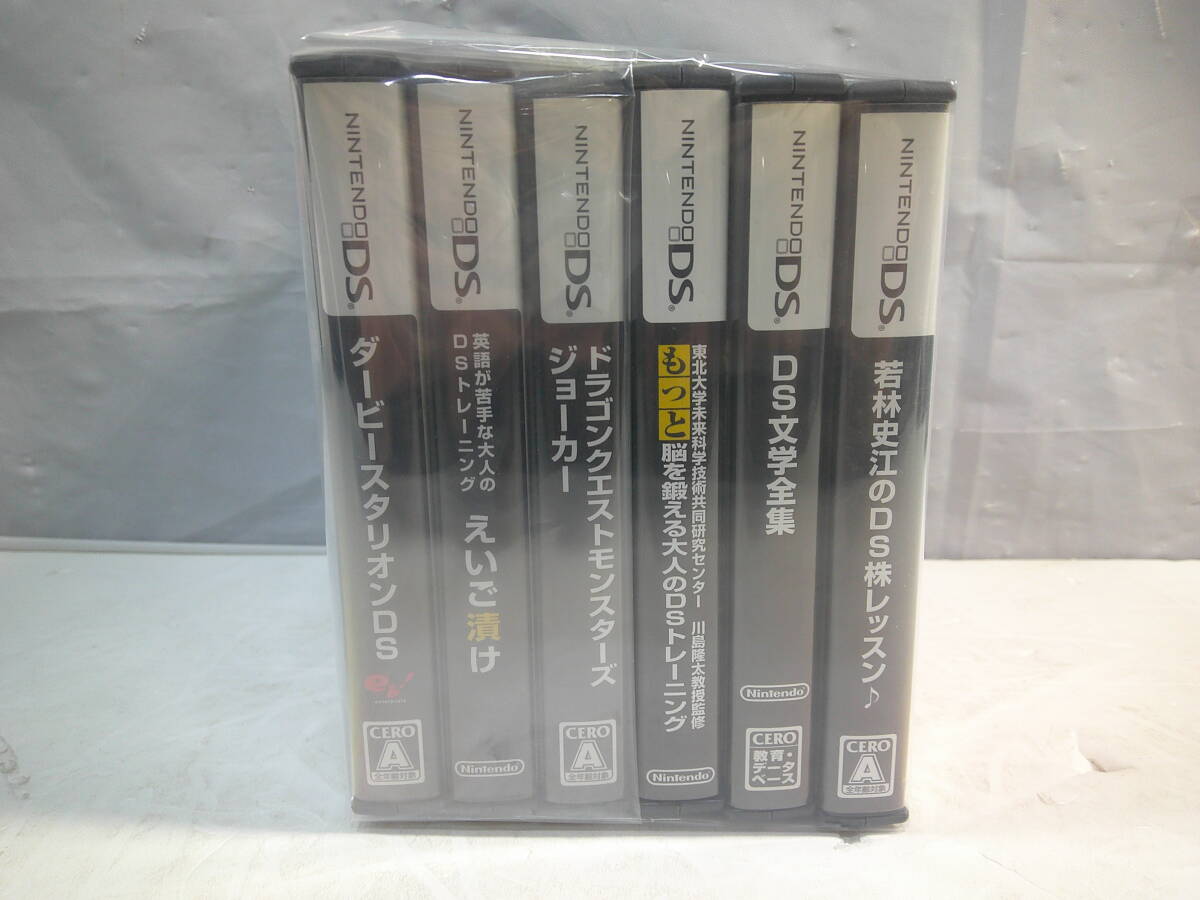 NINTENDO DS®
ダービースタリオンDS
CERO
A
全年齢対象
NINTENDO DS®
英語が苦手な大人の
DSトレーニング
えいご漬け
Nintendo
NINTENDO DS®
ドラゴンクエストモンスターズ
ジョーカー
CERO
A
全年齢対象
NINTENDO DS®
東北大学未来科学技術共同研究センター 川島隆太教授監修
もっと脳を鍛える大人のDSトレーニング
Nintendo
NINTENDO DS®
DS文学全集
Nintendo
CERO
教育・
データ
ベース
NINTENDO DS®
若林史江のDS株レッスン♪
CERO
A
全年齢対象